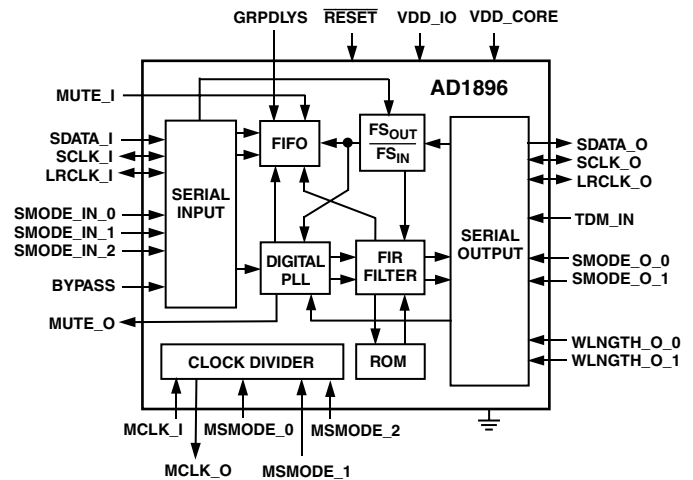 GRPDLYS
RESET
VDD_IO
VDD_CORE
AD1896
MUTE_I
SDATA_I
SCLK_I
LRCLK_I
SMODE_IN_0
SMODE_IN_1
SMODE_IN_2
BYPASS
MUTE_O
SERIAL
INPUT
FIFO
FSOUT
FSIN
DIGITAL
PLL
FIR
FILTER
ROM
CLOCK DIVIDER
SERIAL
OUTPUT
SDATA_O
SCLK_O
LRCLK_O
TDM_IN
SMODE_O_0
SMODE_O_1
WLNGTH_O_0
WLNGTH_O_1
MCLK_I
MSMODE_0
MSMODE_2
MCLK_O
MSMODE_1